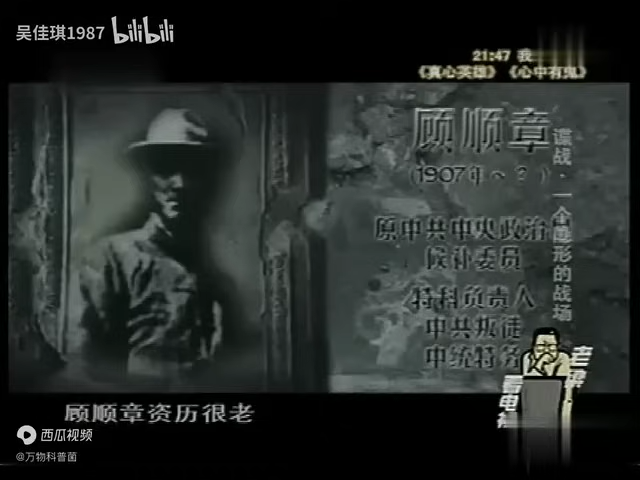 吴佳琪1987 bilibili
21:47 我
《真心英雄》 《心中有鬼》
顾顺章
(1907年~?)
原中共中央政治
候补委员
特科负责人
中共叛徒
中统特务
谍战·一个隐形的战场
老琪
看电视
顾顺章资历很老
西瓜视频
@万物科普菌